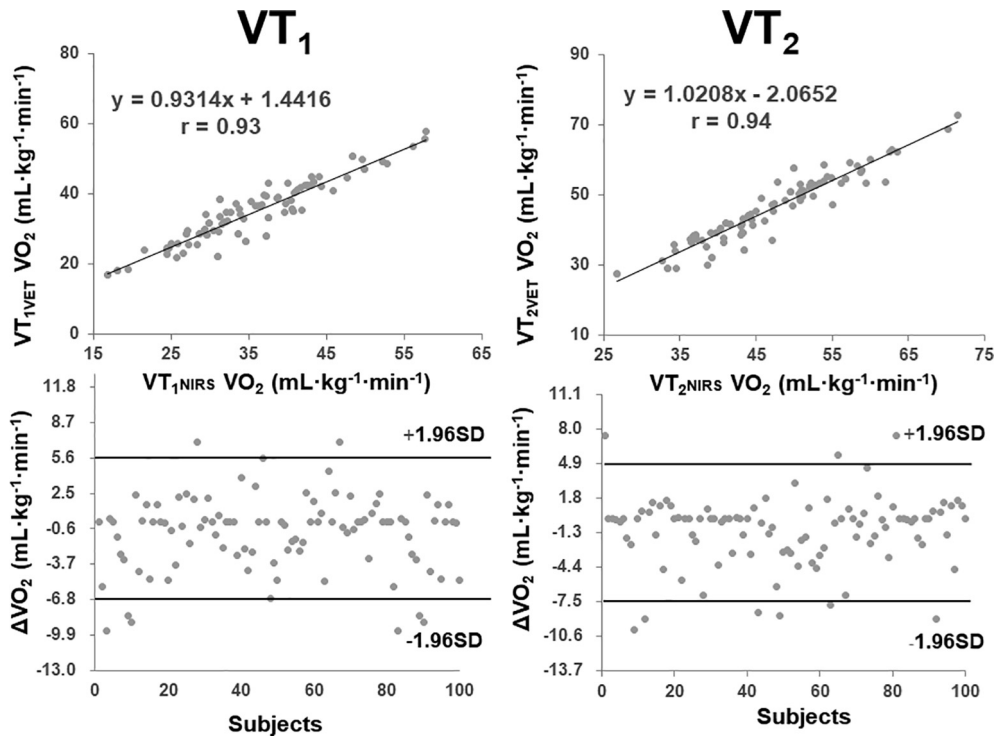 VT₁
80
60
40
20
0
VT₁VET VO₂ (mL·kg⁻¹·min⁻¹)
y = 0.9314x + 1.4416
r = 0.93
15 25 35 45 55 65
VT₁NIRS VO₂ (mL·kg⁻¹·min⁻¹)
VT₂
90
70
50
30
10
VT₂VET VO₂ (mL·kg⁻¹·min⁻¹)
y = 1.0208x - 2.0652
r = 0.94
25 35 45 55 65 75
VT₂NIRS VO₂ (mL·kg⁻¹·min⁻¹)
11.8
8.7
5.6
2.5
-0.6
-3.7
-6.8
-9.9
-13.0
ΔVO₂ (mL·kg⁻¹·min⁻¹)
+1.96SD
-1.96SD
0 20 40 60 80 100
Subjects
11.1
8.0
4.9
1.8
-1.3
-4.4
-7.5
-10.6
-13.7
ΔVO₂ (mL·kg⁻¹·min⁻¹)
+1.96SD
-1.96SD
0 20 40 60 80 100
Subjects